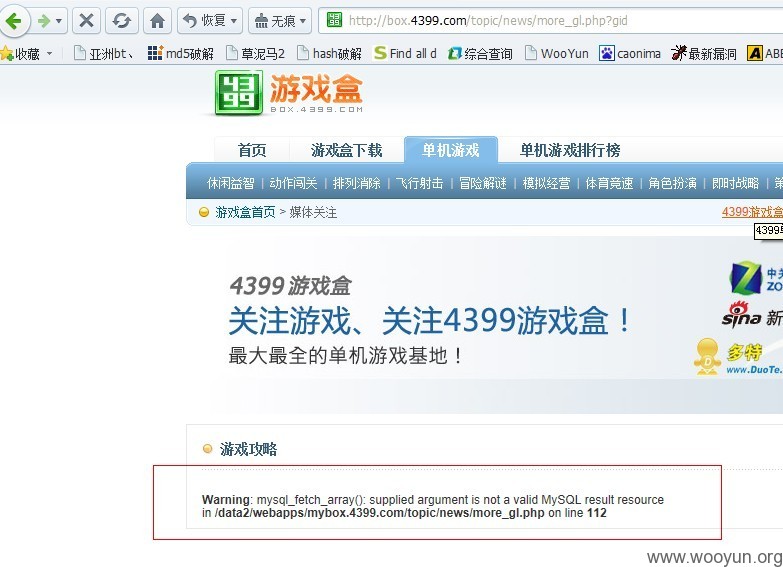 恢复 无痕 http://box.4399.com/topic/news/more_gl.php?gid
收藏 亚洲bt、 md5破解 草泥马2 hash破解 Find all d 综合查询 WooYun caonima 最新漏洞 ABE
4399 游戏盒
BOX.4399.COM
首页 游戏盒下载 单机游戏 单机游戏排行榜
休闲益智 | 动作闯关 | 排列消除 | 飞行射击 | 冒险解谜 | 模拟经营 | 体育竞速 | 角色扮演 | 即时战略 | 第
游戏盒首页 > 媒体关注 4399游戏盒
4399单
4399 游戏盒
关注游戏、关注4399游戏盒！
最大最全的单机游戏基地！
Z 中关
ZO
sina 新
多特
www.DuoTe.
游戏攻略
Warning: mysql_fetch_array(): supplied argument is not a valid MySQL result resource
in /data2/webapps/mybox.4399.com/topic/news/more_gl.php on line 112
www.wooyun.org